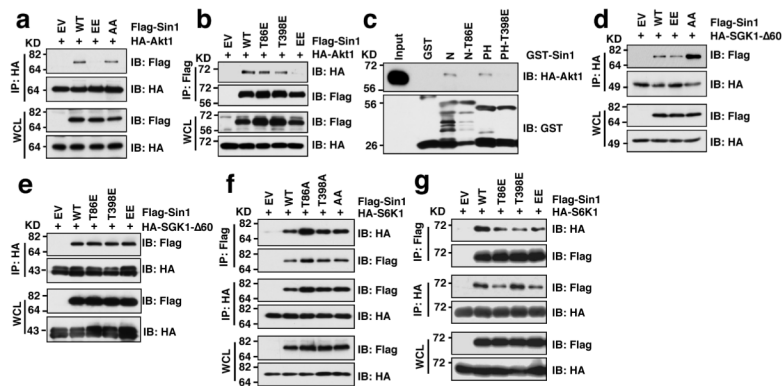 a
KD
EV
WT
EE
AA
Flag-Sin1
+ + + + HA-Akt1
IP: HA
82
64
IB: Flag
64
IB: HA
WCL
82
64
IB: Flag
64
IB: HA
b
KD
EV
WT
T86E
T398E
EE
Flag-Sin1
+ + + + + HA-Akt1
IP: Flag
72
56
IB: HA
72
56
IB: Flag
WCL
72
56
IB: Flag
72
IB: HA
c
KD
Input
GST
N
N-T86E
PH
PH-T398E
GST-Sin1
72
56
IB: HA-Akt1
56
26
IB: GST
d
KD
EV
WT
EE
AA
Flag-Sin1
+ + + + HA-SGK1-Δ60
IP: HA
82
64
IB: Flag
49
IB: HA
WCL
82
64
IB: Flag
49
IB: HA
e
KD
EV
WT
T86E
T398E
EE
Flag-Sin1
+ + + + + HA-SGK1-Δ60
IP: HA
82
64
IB: Flag
43
IB: HA
WCL
82
64
IB: Flag
43
IB: HA
f
KD
EV
WT
T86A
T398A
AA
Flag-Sin1
+ + + + + HA-S6K1
IP: Flag
82
64
IB: HA
82
64
IB: Flag
IP: HA
82
64
IB: Flag
64
IB: HA
WCL
82
64
IB: Flag
64
IB: HA
g
KD
EV
WT
T86E
T398E
EE
Flag-Sin1
+ + + + + HA-S6K1
IP: Flag
72
IB: HA
72
IB: Flag
IP: HA
72
IB: Flag
72
IB: HA
WCL
72
IB: Flag
72
IB: HA